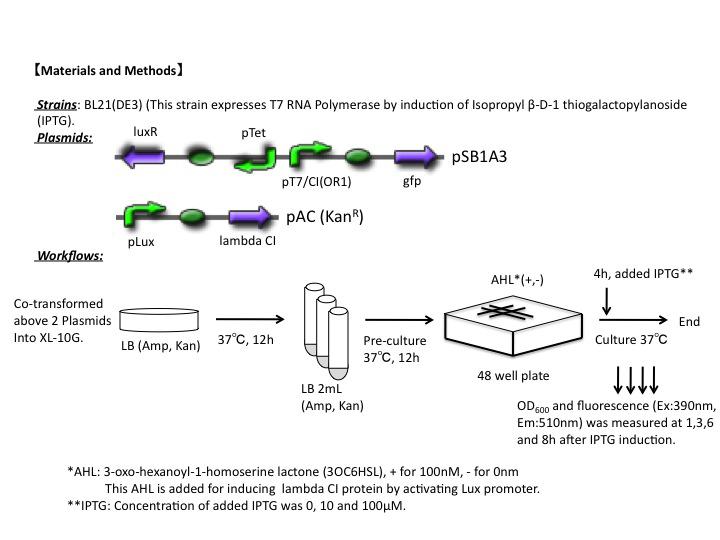 【Materials and Methods】
Strains: BL21(DE3) (This strain expresses T7 RNA Polymerase by induction of Isopropyl β-D-1 thiogalactopylanoside
(IPTG).
Plasmids:
luxR
pTet
pSB1A3
pT7/CI(OR1)
gfp
pAC (KanR)
pLux
lambda CI
Workflows:
Co-transformed
above 2 Plasmids
Into XL-10G.
LB (Amp, Kan)
37℃, 12h
LB 2mL
(Amp, Kan)
Pre-culture
37℃, 12h
AHL*(+,-)
48 well plate
4h, added IPTG**
End
Culture 37℃
OD600 and fluorescence (Ex:390nm,
Em:510nm) was measured at 1,3,6
and 8h after IPTG induction.
*AHL: 3-oxo-hexanoyl-1-homoserine lactone (3OC6HSL), + for 100nM, - for 0nm
This AHL is added for inducing lambda CI protein by activating Lux promoter.
**IPTG: Concentration of added IPTG was 0, 10 and 100μM.